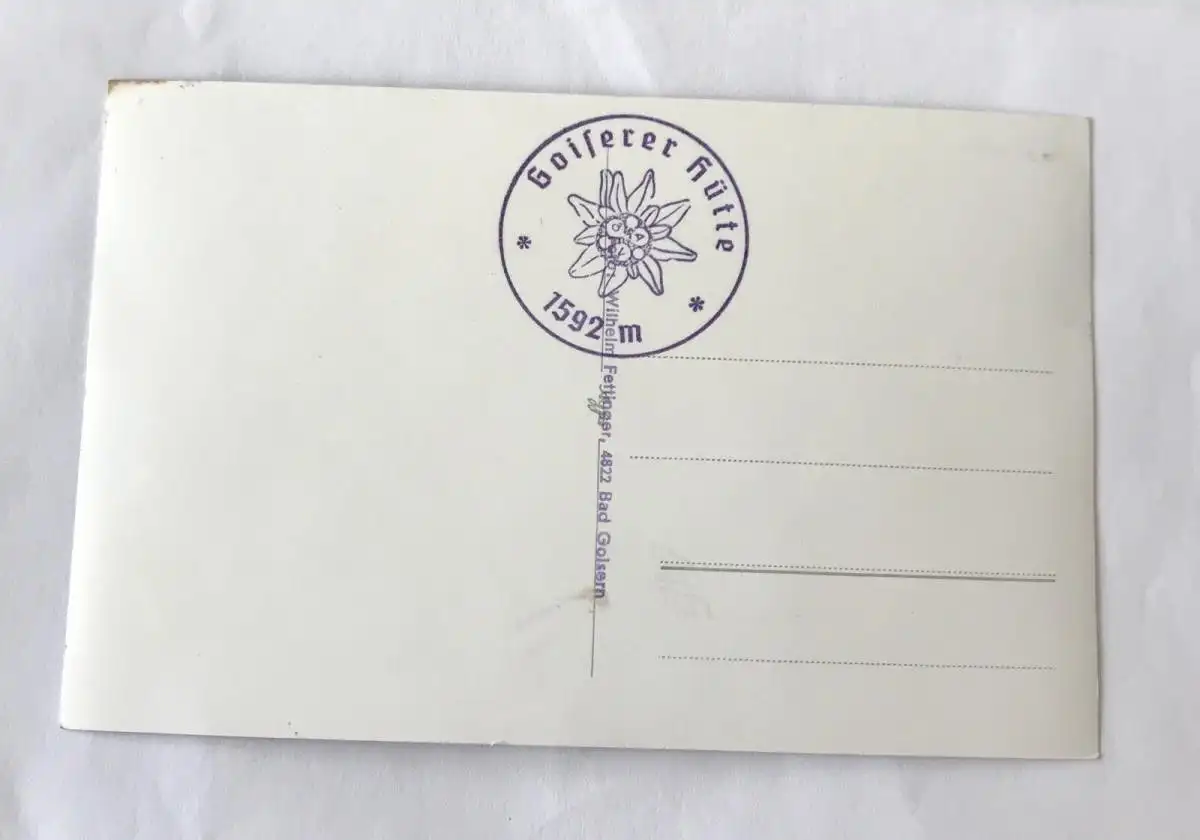 Goiſerer Hütte
* *
1592 m
Wilhelm Fettinger, 4822 Bad Goisern